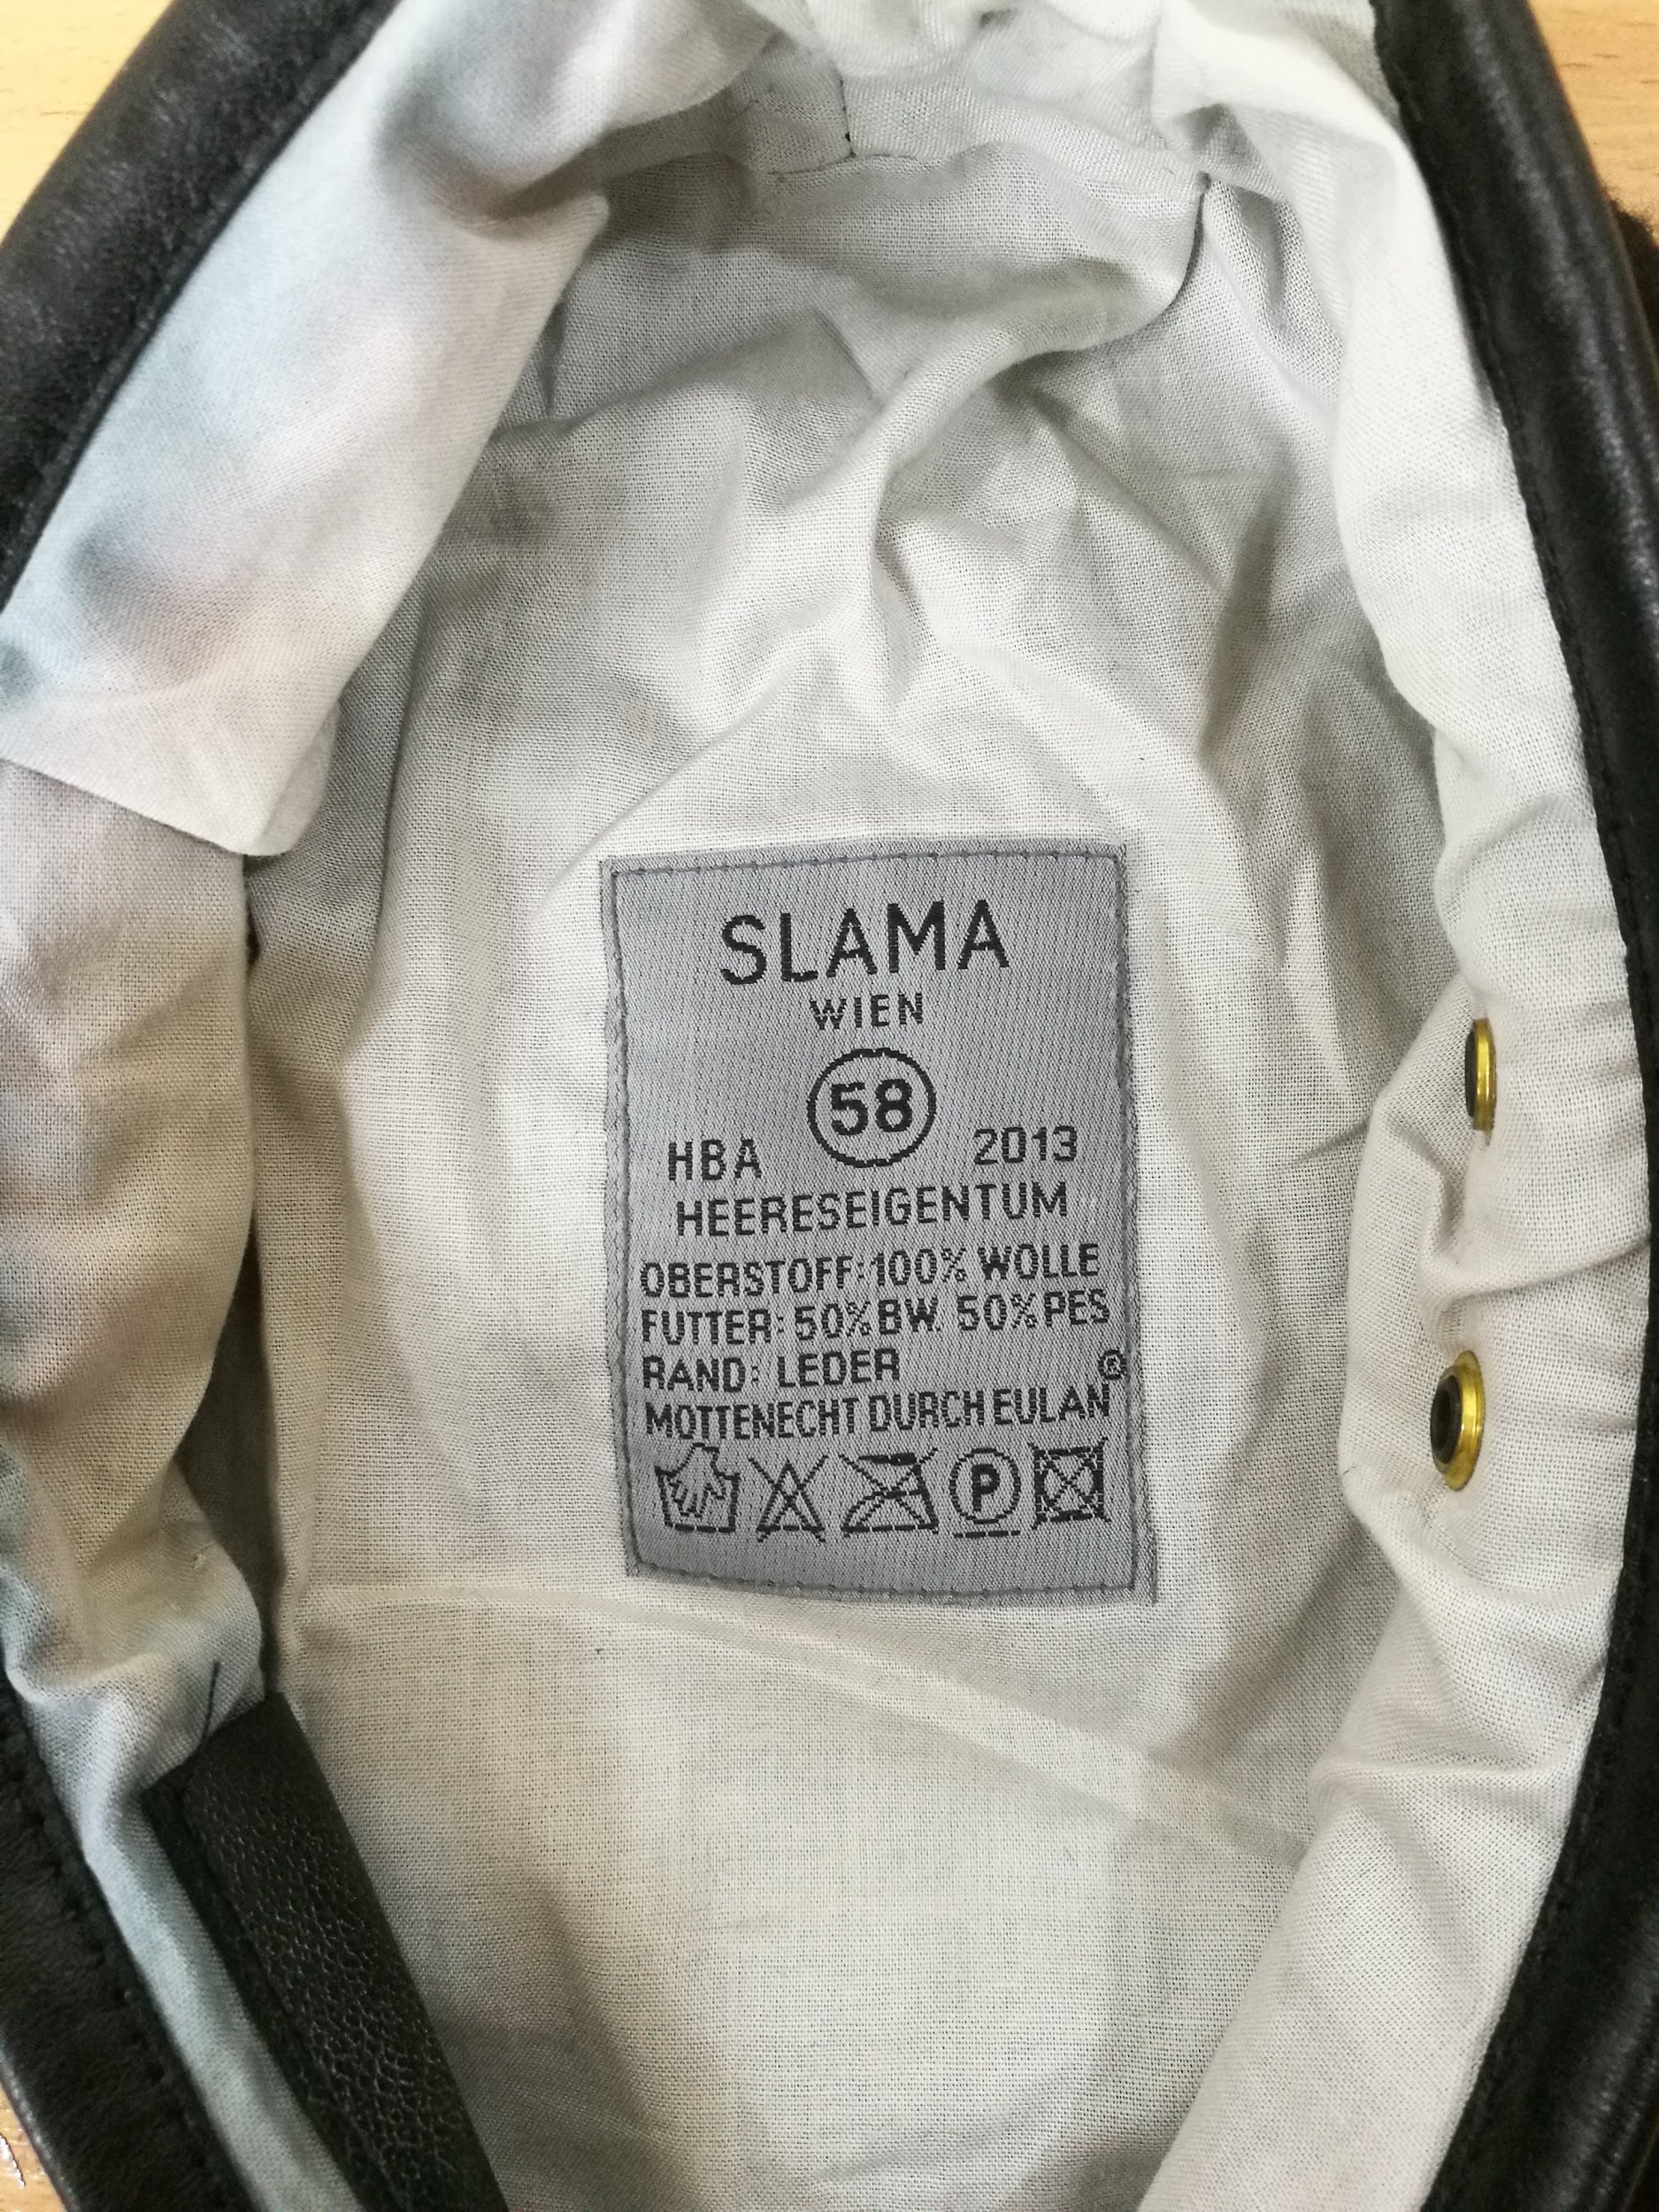 SLAMA
WIEN
58
HBA 2013
HEERESEIGENTUM
OBERSTOFF: 100% WOLLE
FUTTER: 50% BW. 50% PES
RAND: LEDER
MOTTENECHT DURCH EULAN®
P